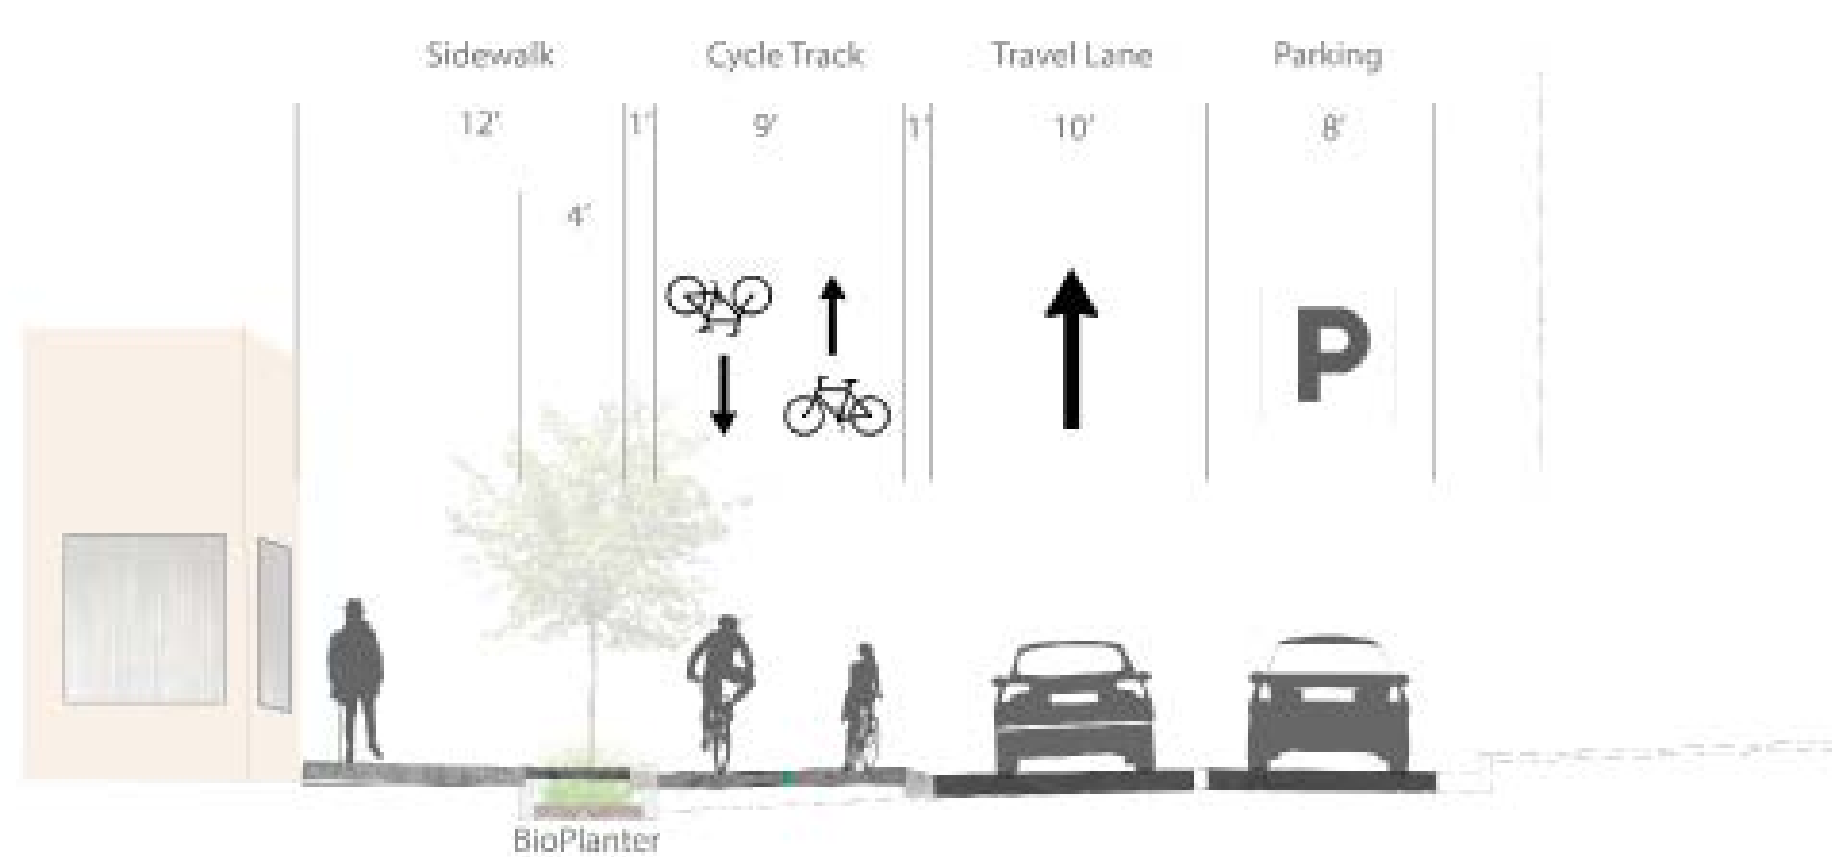 Sidewalk Cycle Track Travel Lane Parking
12' 1' 9' 1' 10' 8'
4'
P
BioPlanter